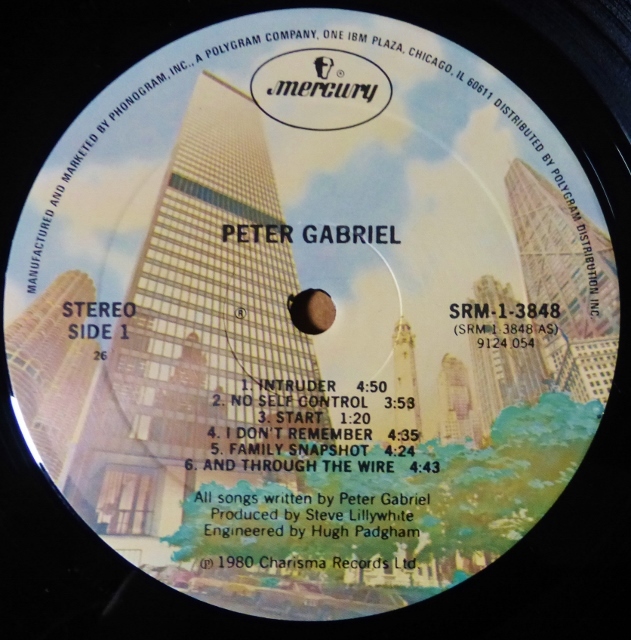 MANUFACTURED AND MARKETED BY PHONOGRAM, INC., A POLYGRAM COMPANY, ONE IBM PLAZA, CHICAGO, IL 60611 DISTRIBUTED BY POLYGRAM DISTRIBUTION INC.
mercury ®
PETER GABRIEL
STEREO
SIDE 1
26
®
SRM-1-3848
(SRM 1 3848 AS)
9124 054
1. INTRUDER 4:50
2. NO SELF CONTROL 3:53
3. START 1:20
4. I DON'T REMEMBER 4:35
5. FAMILY SNAPSHOT 4:24
6. AND THROUGH THE WIRE 4:43
All songs written by Peter Gabriel
Produced by Steve Lillywhite
Engineered by Hugh Padgham
℗ 1980 Charisma Records Ltd.